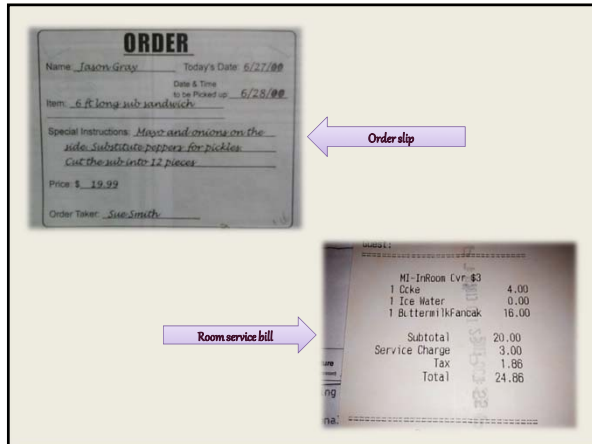 ORDER
Name: Jason Gray Today's Date: 6/27/00
Date & Time
to be Picked up: 6/28/00
Item: 6 ft long sub sandwich
Special Instructions: Mayo and onions on the
side. Substitute peppers for pickles.
Cut the sub into 12 pieces
Price: $ 19.99
Order Taker: Sue Smith
Order slip
Guest:
MI-InRoom Cvr $3
1 Coke 4.00
1 Ice Water 0.00
1 ButtermilkPancak 16.00
Subtotal 20.00
Service Charge 3.00
Tax 1.86
Total 24.86
Room service bill